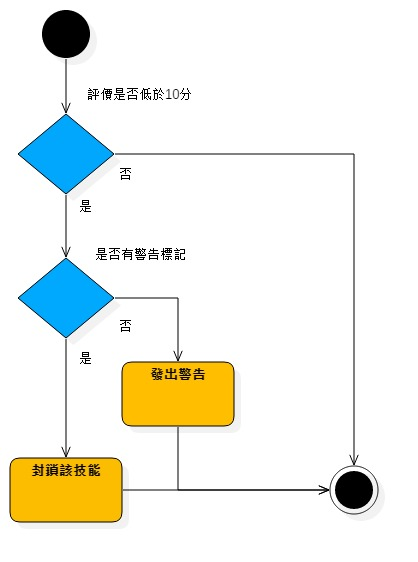 評價是否低於10分
否
是
是否有警告標記
否
是
發出警告
封鎖該技能